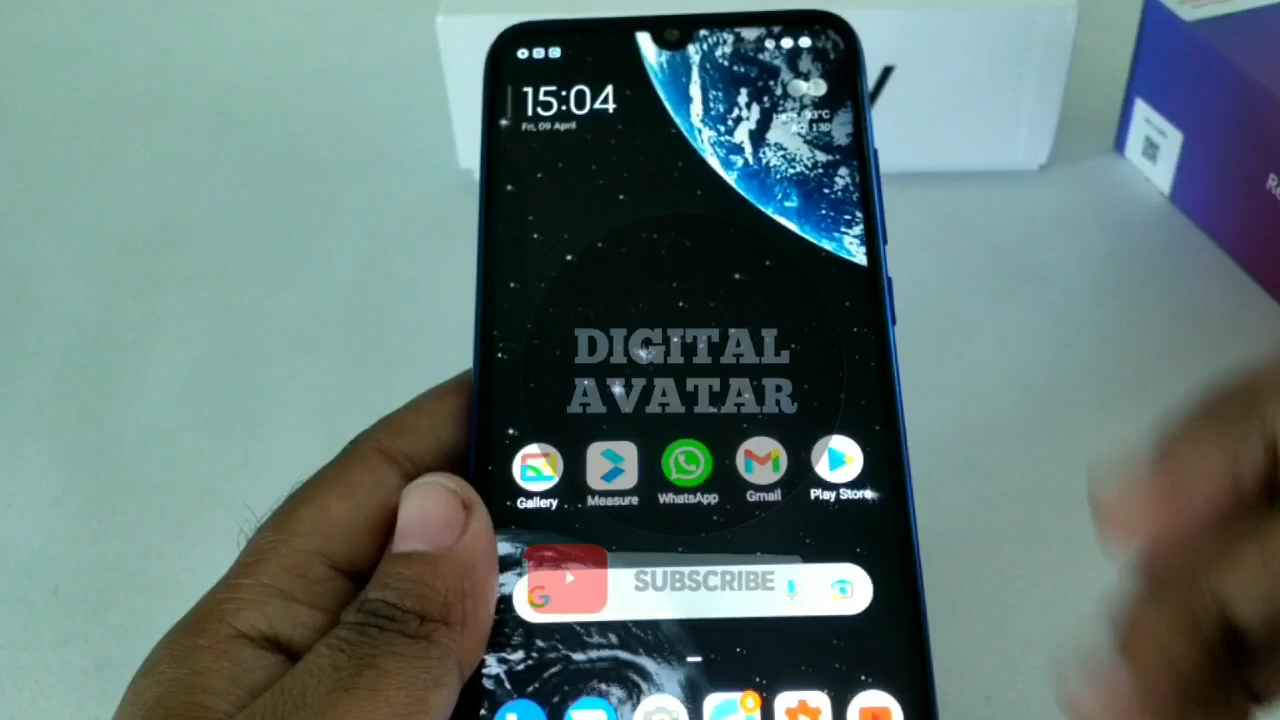 15:04
Fri, 09 April
DIGITAL
AVATAR
Gallery
Measure
WhatsApp
Gmail
Play Store
SUBSCRIBE